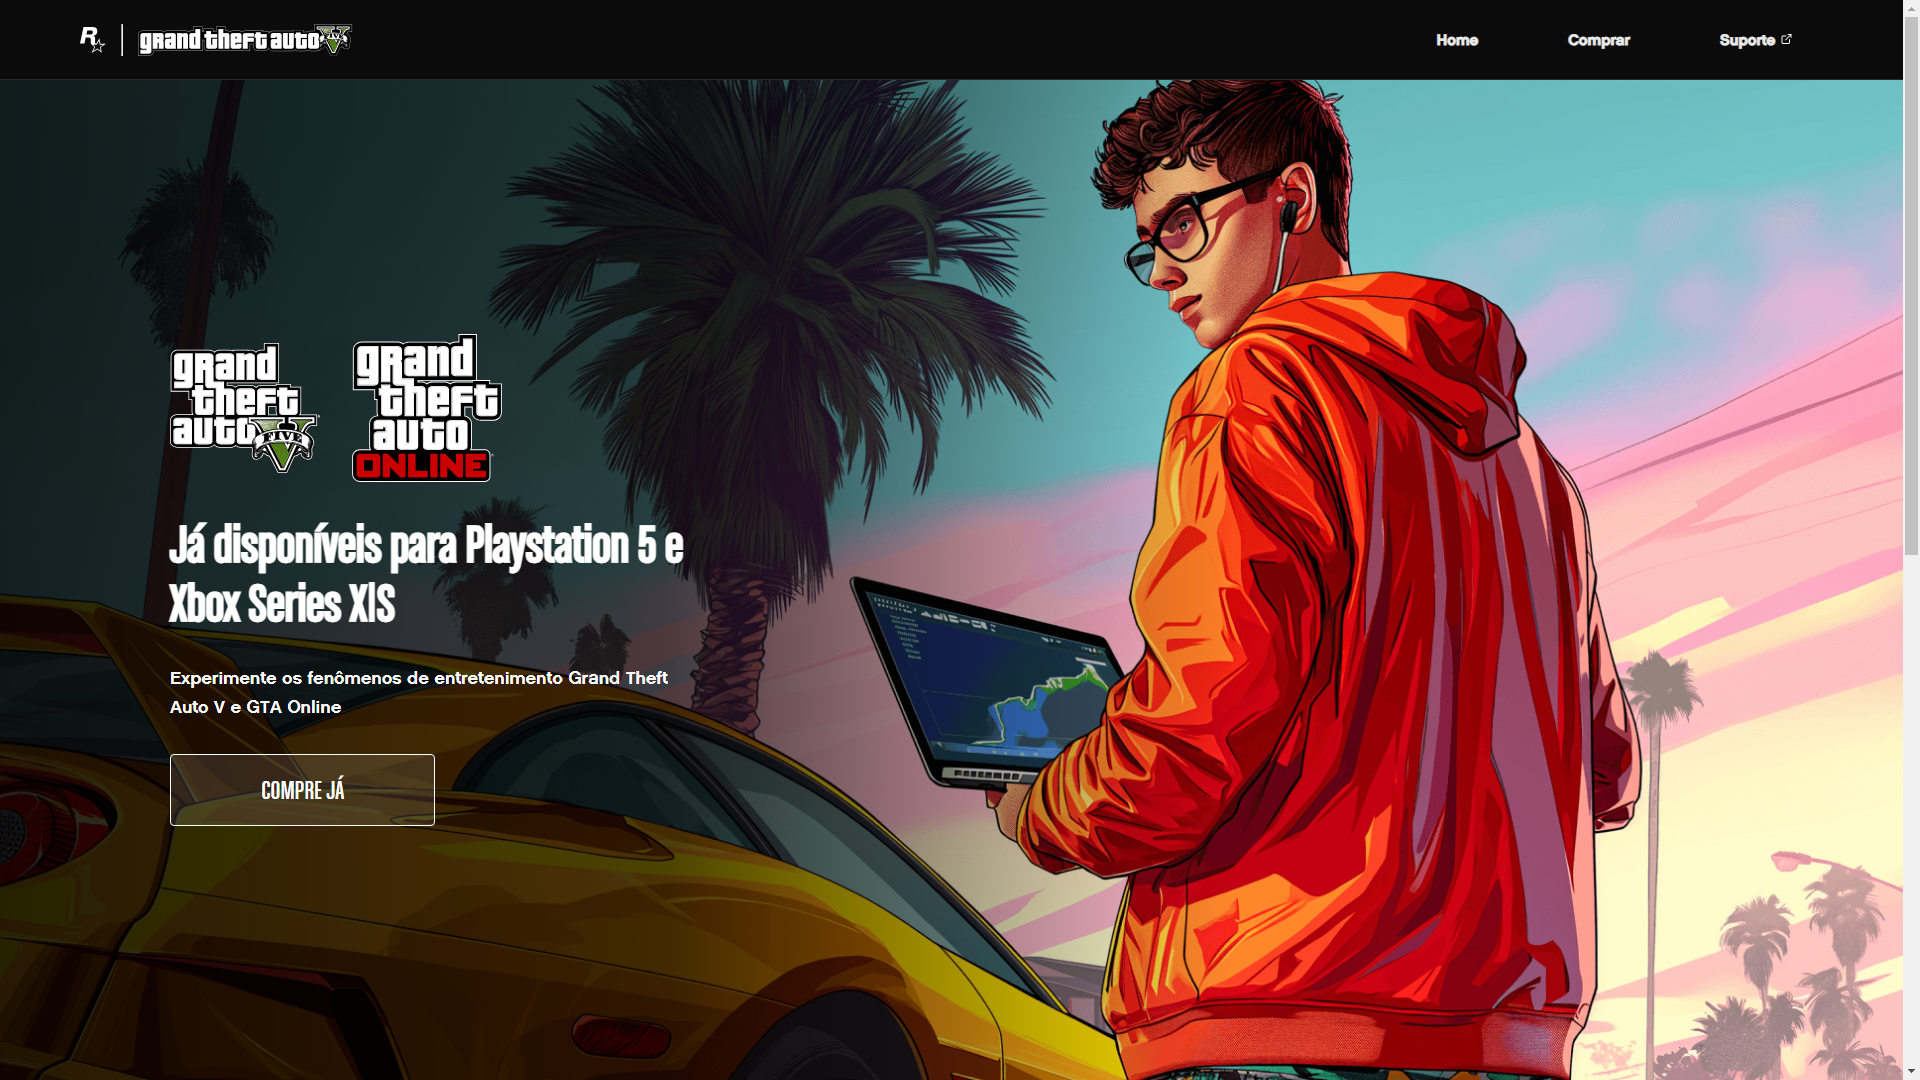 R
grand theft auto V
Home
Comprar
Suporte
grand
theft
auto
FIVE
V
grand
theft
auto
ONLINE
Já disponíveis para Playstation 5 e
Xbox Series X|S
Experimente os fenômenos de entretenimento Grand Theft
Auto V e GTA Online
COMPRE JÁ